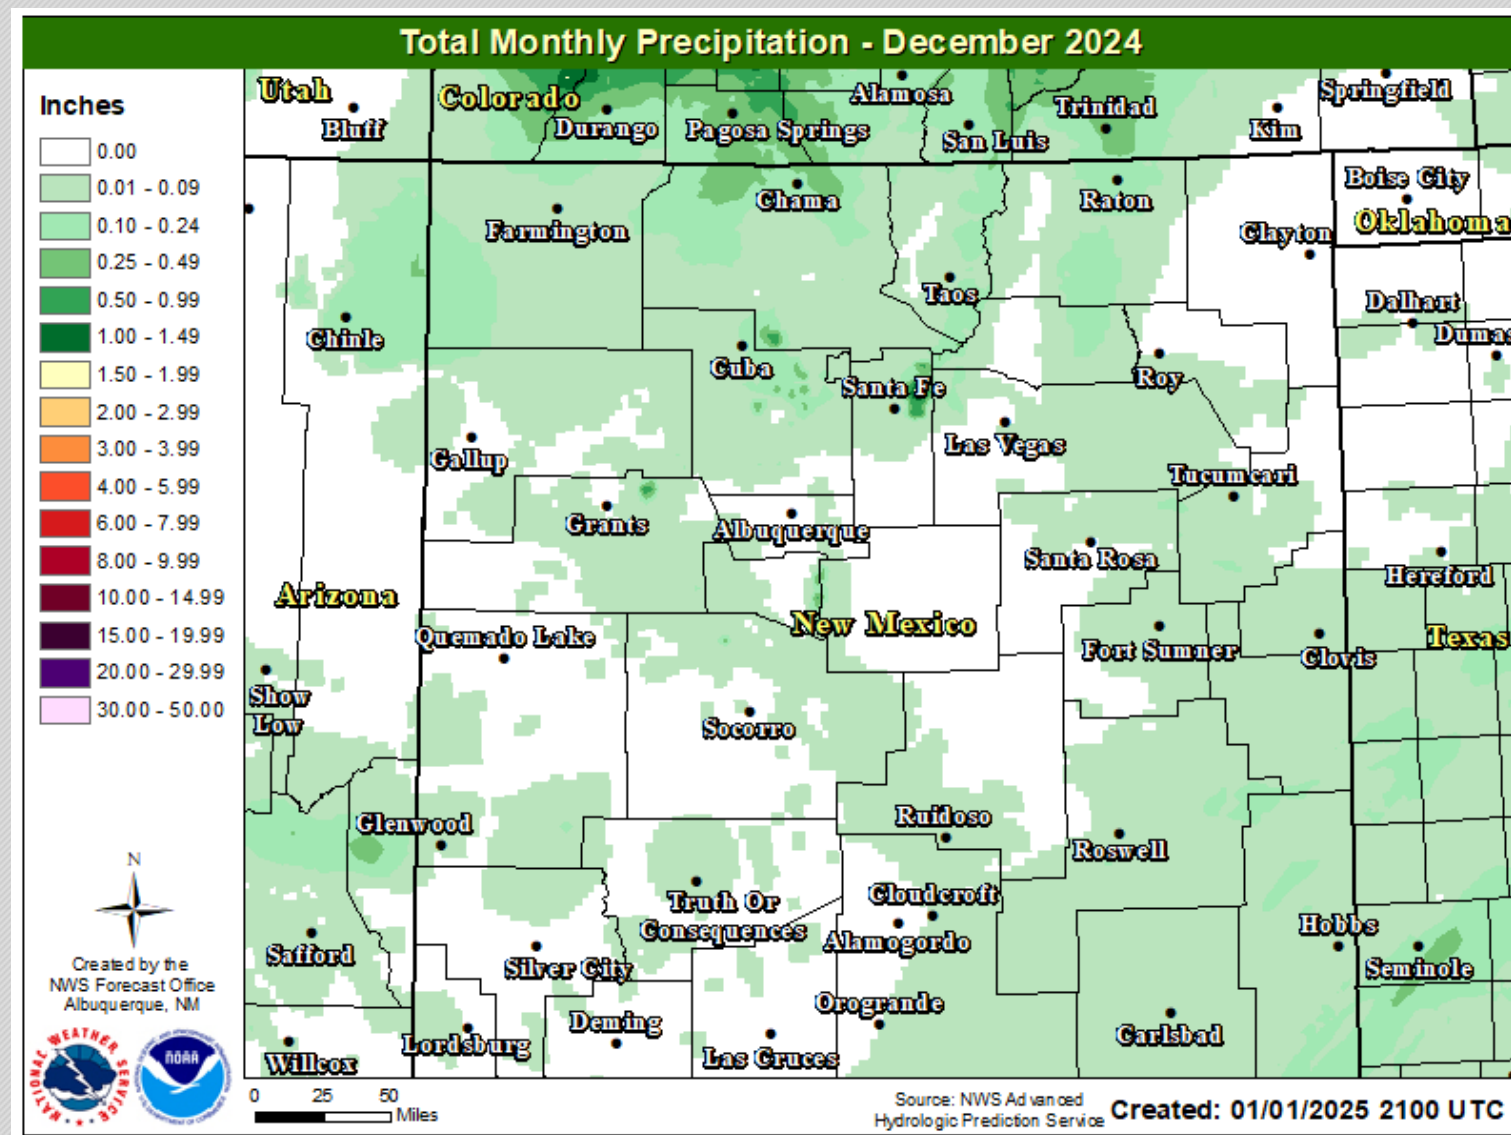 Total Monthly Precipitation - December 2024
Inches
0.00
0.01 - 0.09
0.10 - 0.24
0.25 - 0.49
0.50 - 0.99
1.00 - 1.49
1.50 - 1.99
2.00 - 2.99
3.00 - 3.99
4.00 - 5.99
6.00 - 7.99
8.00 - 9.99
10.00 - 14.99
15.00 - 19.99
20.00 - 29.99
30.00 - 50.00
N
Created by the
NWS Forecast Office
Albuquerque, NM
NATIONAL WEATHER SERVICE
NOAA
Utah
Bluff
Colorado
Durango
Pagosa Springs
Alamosa
San Luis
Trinidad
Kim
Springfield
Boise City
Oklahoma
Farmington
Chama
Raton
Clayton
Taos
Dalhart
Dumas
Chinle
Cuba
Santa Fe
Roy
Gallup
Las Vegas
Tucumcari
Grants
Albuquerque
Santa Rosa
Hereford
Arizona
New Mexico
Quemado Lake
Fort Sumner
Clovis
Texas
Show
Low
Socorro
Glenwood
Ruidoso
Roswell
Truth Or
Consequences
Cloudcroft
Alamogordo
Hobbs
Seminole
Safford
Silver City
Orogrande
Deming
Carlsbad
Lordsburg
Las Cruces
Willcox
0 25 50
Miles
Source: NWS Advanced
Hydrologic Prediction Service
Created: 01/01/2025 2100 UTC